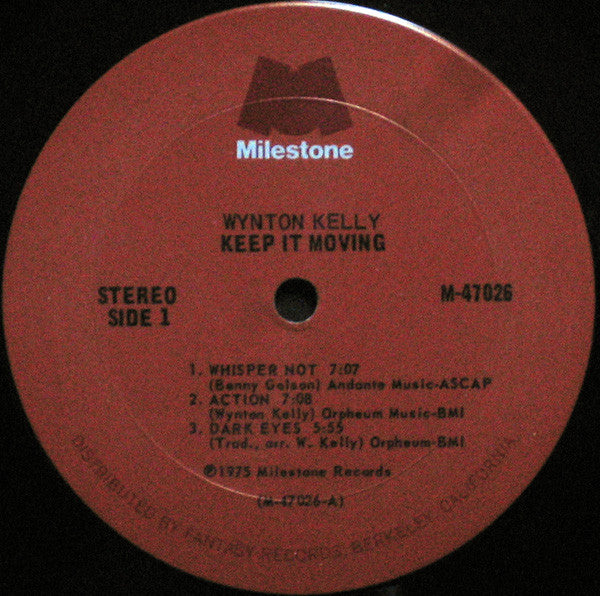 Milestone
WYNTON KELLY
KEEP IT MOVING
STEREO
SIDE 1
M-47026
1. WHISPER NOT 7:07
(Benny Golson) Andante Music-ASCAP
2. ACTION 7:08
(Wynton Kelly) Orpheum Music-BMI
3. DARK EYES 5:55
(Trad., arr. W. Kelly) Orpheum-BMI
℗1975 Milestone Records
(M-47026-A)
DISTRIBUTED BY FANTASY RECORDS, BERKELEY, CALIFORNIA